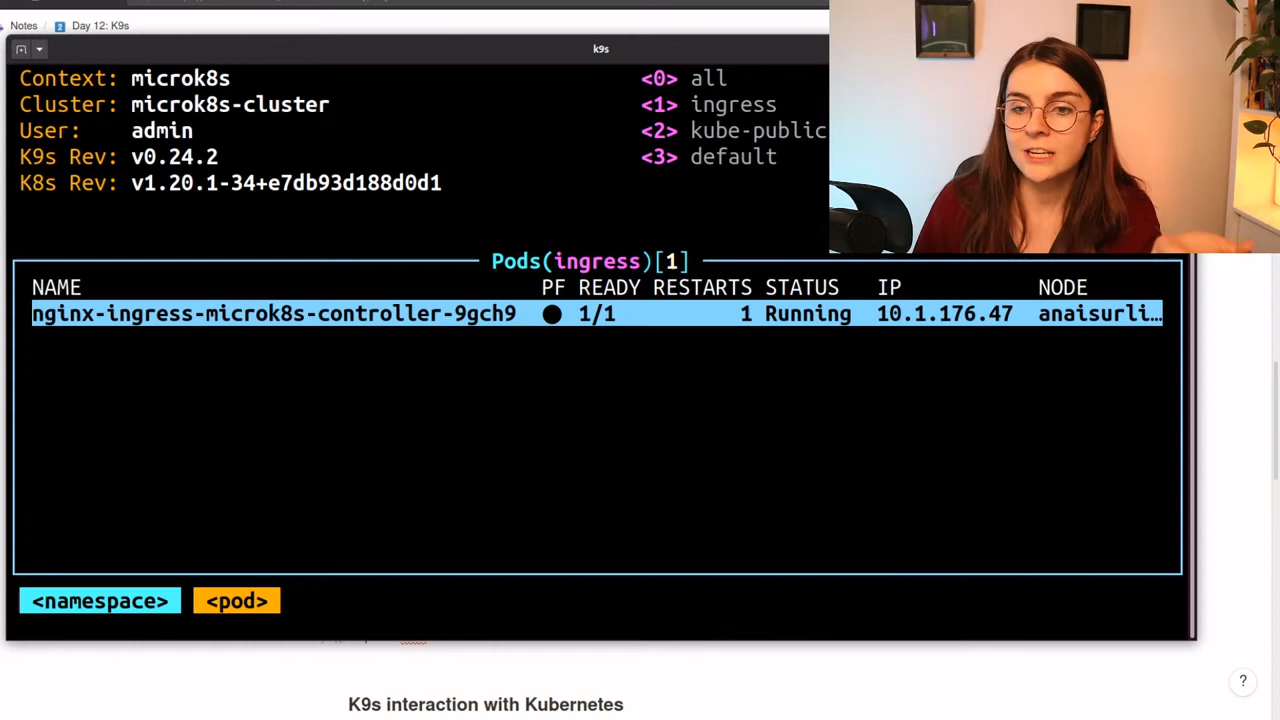 Notes / 2 Day 12: K9s
k9s
Context: microk8s
Cluster: microk8s-cluster
User: admin
K9s Rev: v0.24.2
K8s Rev: v1.20.1-34+e7db93d188d0d1
<0> all
<1> ingress
<2> kube-public
<3> default
Pods(ingress)[1]
NAME PF READY RESTARTS STATUS IP NODE
nginx-ingress-microk8s-controller-9gch9 ● 1/1 1 Running 10.1.176.47 anaisurli…
<namespace> <pod>
K9s interaction with Kubernetes
?